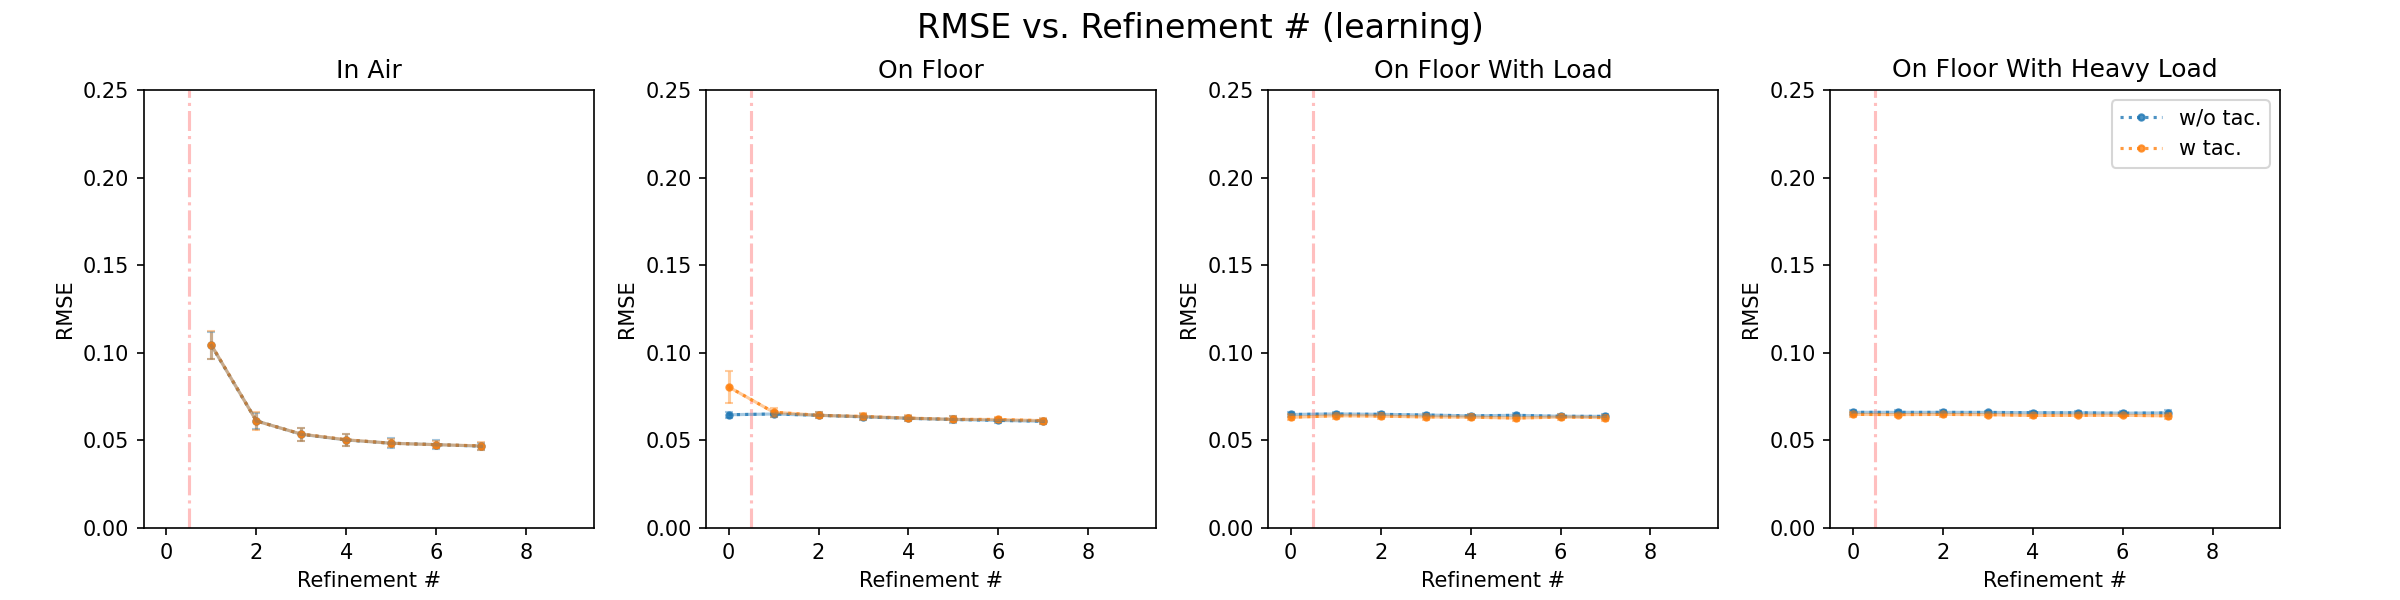 RMSE vs. Refinement # (learning)
In Air
0.25
0.20
0.15
0.10
0.05
0.00
RMSE
0 2 4 6 8
Refinement #
On Floor
0.25
0.20
0.15
0.10
0.05
0.00
RMSE
0 2 4 6 8
Refinement #
On Floor With Load
0.25
0.20
0.15
0.10
0.05
0.00
RMSE
0 2 4 6 8
Refinement #
On Floor With Heavy Load
0.25
0.20
0.15
0.10
0.05
0.00
RMSE
0 2 4 6 8
Refinement #
w/o tac.
w tac.